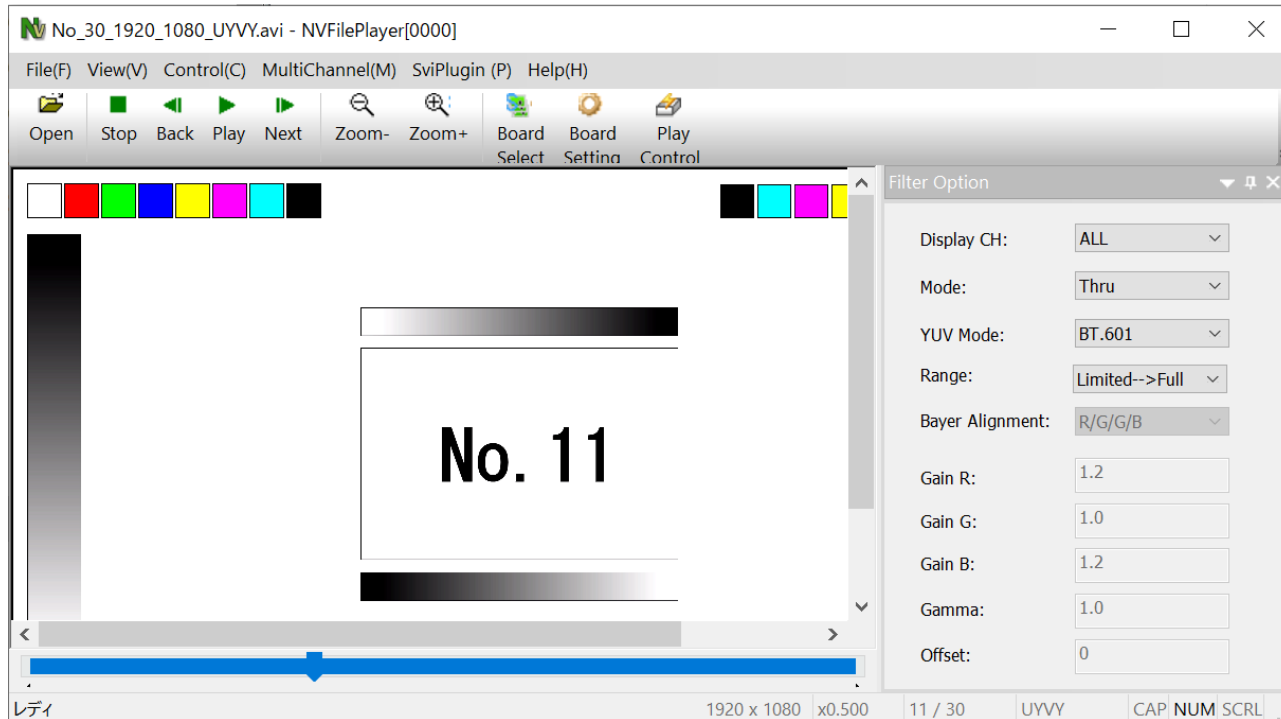 No_30_1920_1080_UYVY.avi - NVFilePlayer[0000]
File(F) View(V) Control(C) MultiChannel(M) SviPlugin (P) Help(H)
Open Stop Back Play Next Zoom- Zoom+ Board Select Board Setting Play Control
Filter Option
Display CH: ALL
Mode: Thru
YUV Mode: BT.601
Range: Limited-->Full
Bayer Alignment: R/G/G/B
Gain R: 1.2
Gain G: 1.0
Gain B: 1.2
Gamma: 1.0
Offset: 0
No. 11
レディ 1920 x 1080 x0.500 11 / 30 UYVY CAP NUM SCRL